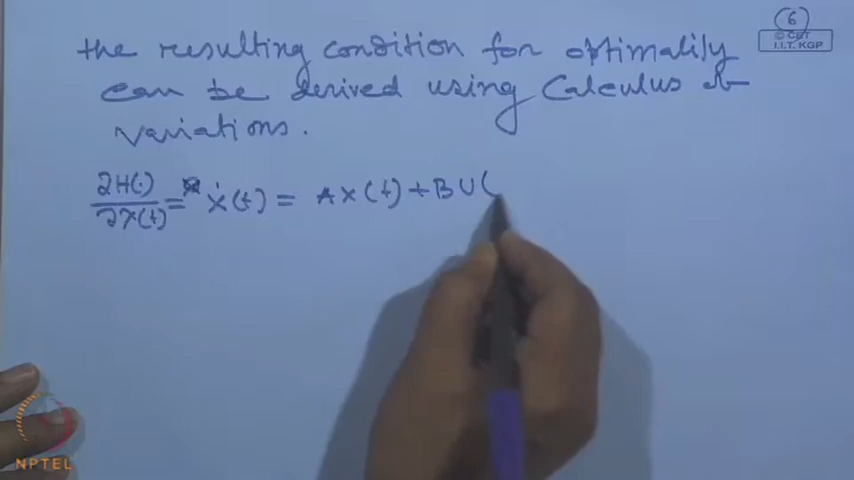 6
© CET
I.I.T. KGP
the resulting condition for optimality
can be derived using Calculus of
variations.
∂H(·)/∂λ(t) = ẋ(t) = Ax(t) + BU(
NPTEL